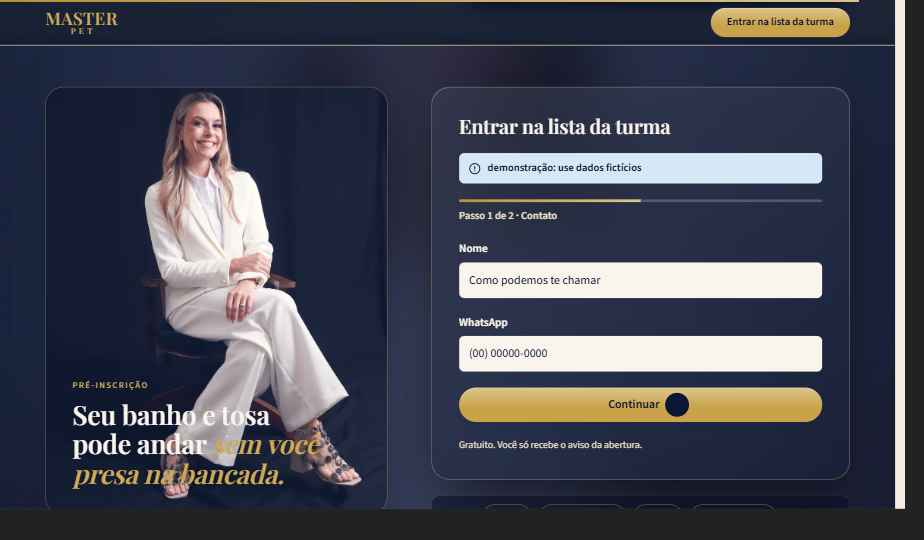 MASTER
PET
Entrar na lista da turma
PRÉ-INSCRIÇÃO
Seu banho e tosa
pode andar sem você
presa na bancada.
Entrar na lista da turma
demonstração: use dados fictícios
Passo 1 de 2 · Contato
Nome
Como podemos te chamar
WhatsApp
(00) 00000-0000
Continuar
Gratuito. Você só recebe o aviso da abertura.